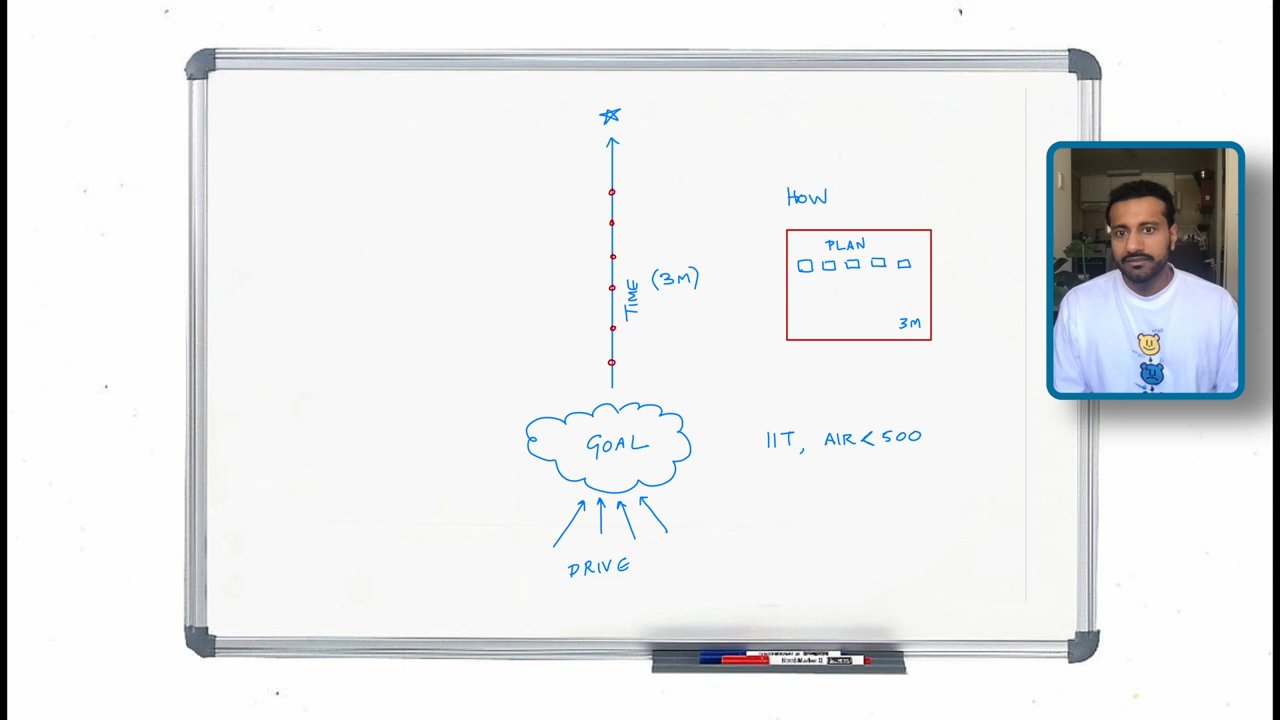 HOW
PLAN
TIME
(3M)
3M
GOAL
IIT, AIR < 500
DRIVE